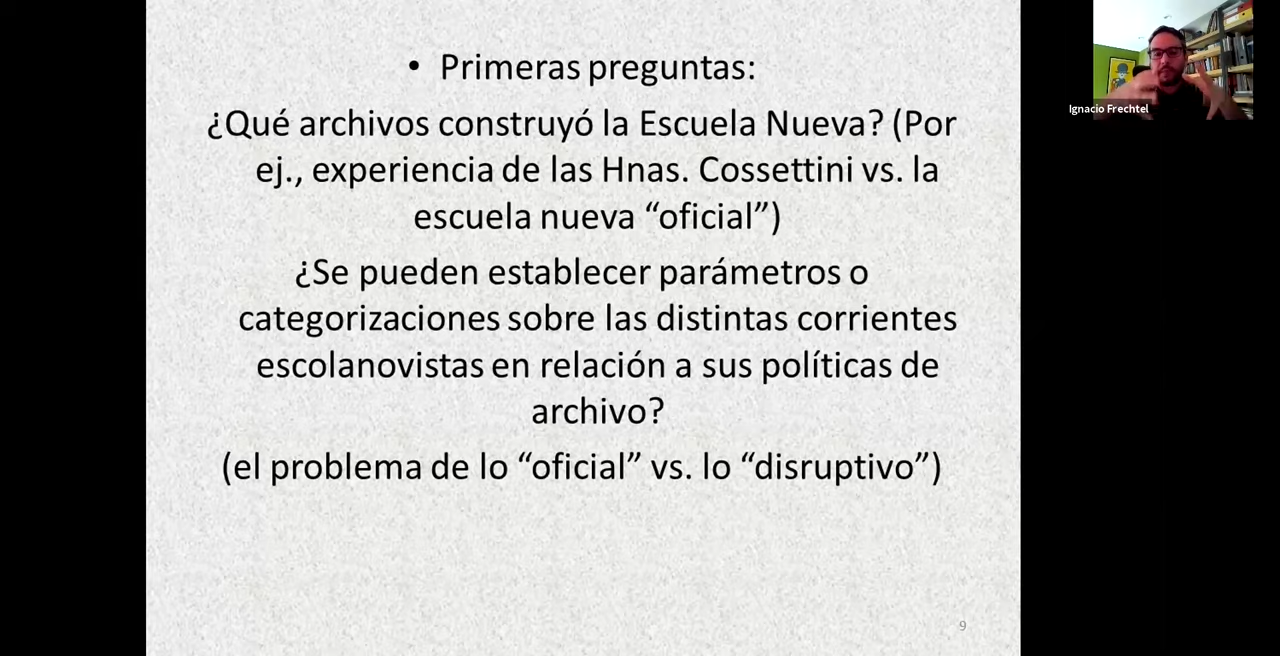 • Primeras preguntas:
¿Qué archivos construyó la Escuela Nueva? (Por
ej., experiencia de las Hnas. Cossettini vs. la
escuela nueva “oficial”)
¿Se pueden establecer parámetros o
categorizaciones sobre las distintas corrientes
escolanovistas en relación a sus políticas de
archivo?
(el problema de lo “oficial” vs. lo “disruptivo”)
9
Ignacio Frechtel